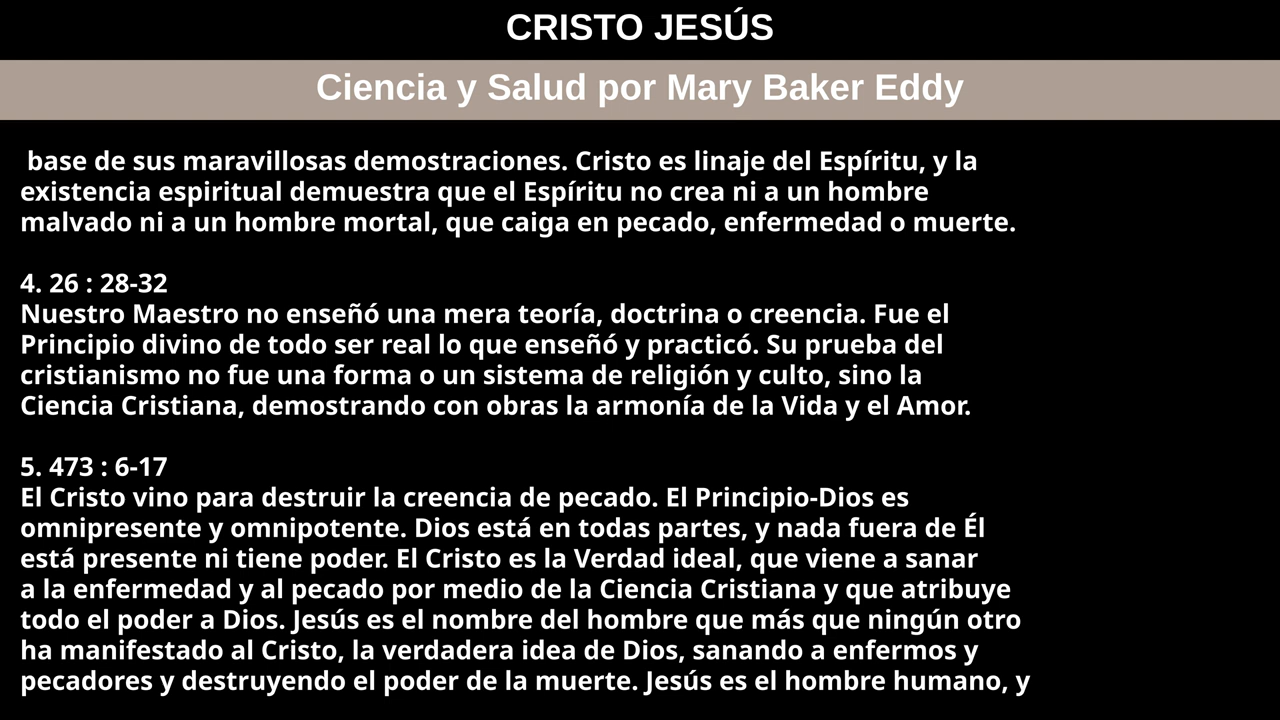 CRISTO JESÚS
Ciencia y Salud por Mary Baker Eddy
base de sus maravillosas demostraciones. Cristo es linaje del Espíritu, y la
existencia espiritual demuestra que el Espíritu no crea ni a un hombre
malvado ni a un hombre mortal, que caiga en pecado, enfermedad o muerte.
4. 26 : 28-32
Nuestro Maestro no enseñó una mera teoría, doctrina o creencia. Fue el
Principio divino de todo ser real lo que enseñó y practicó. Su prueba del
cristianismo no fue una forma o un sistema de religión y culto, sino la
Ciencia Cristiana, demostrando con obras la armonía de la Vida y el Amor.
5. 473 : 6-17
El Cristo vino para destruir la creencia de pecado. El Principio-Dios es
omnipresente y omnipotente. Dios está en todas partes, y nada fuera de Él
está presente ni tiene poder. El Cristo es la Verdad ideal, que viene a sanar
a la enfermedad y al pecado por medio de la Ciencia Cristiana y que atribuye
todo el poder a Dios. Jesús es el nombre del hombre que más que ningún otro
ha manifestado al Cristo, la verdadera idea de Dios, sanando a enfermos y
pecadores y destruyendo el poder de la muerte. Jesús es el hombre humano, y